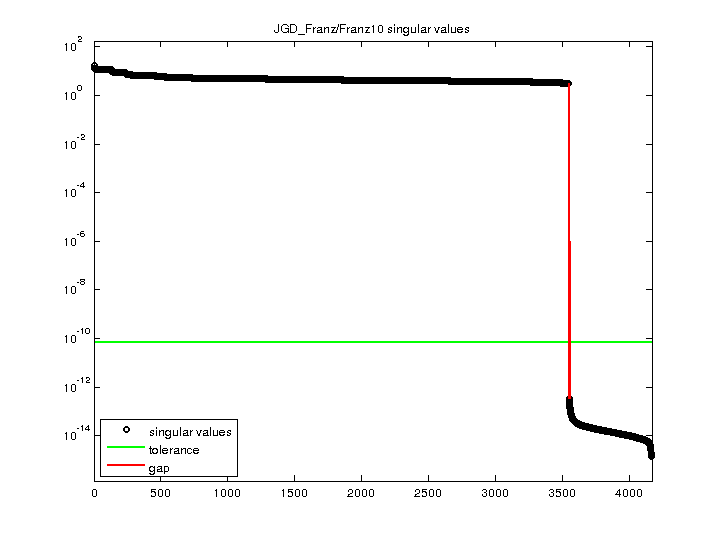 JGD_Franz/Franz10 singular values
10^2
10^0
10^-2
10^-4
10^-6
10^-8
10^-10
10^-12
10^-14
singular values
tolerance
gap
0 500 1000 1500 2000 2500 3000 3500 4000